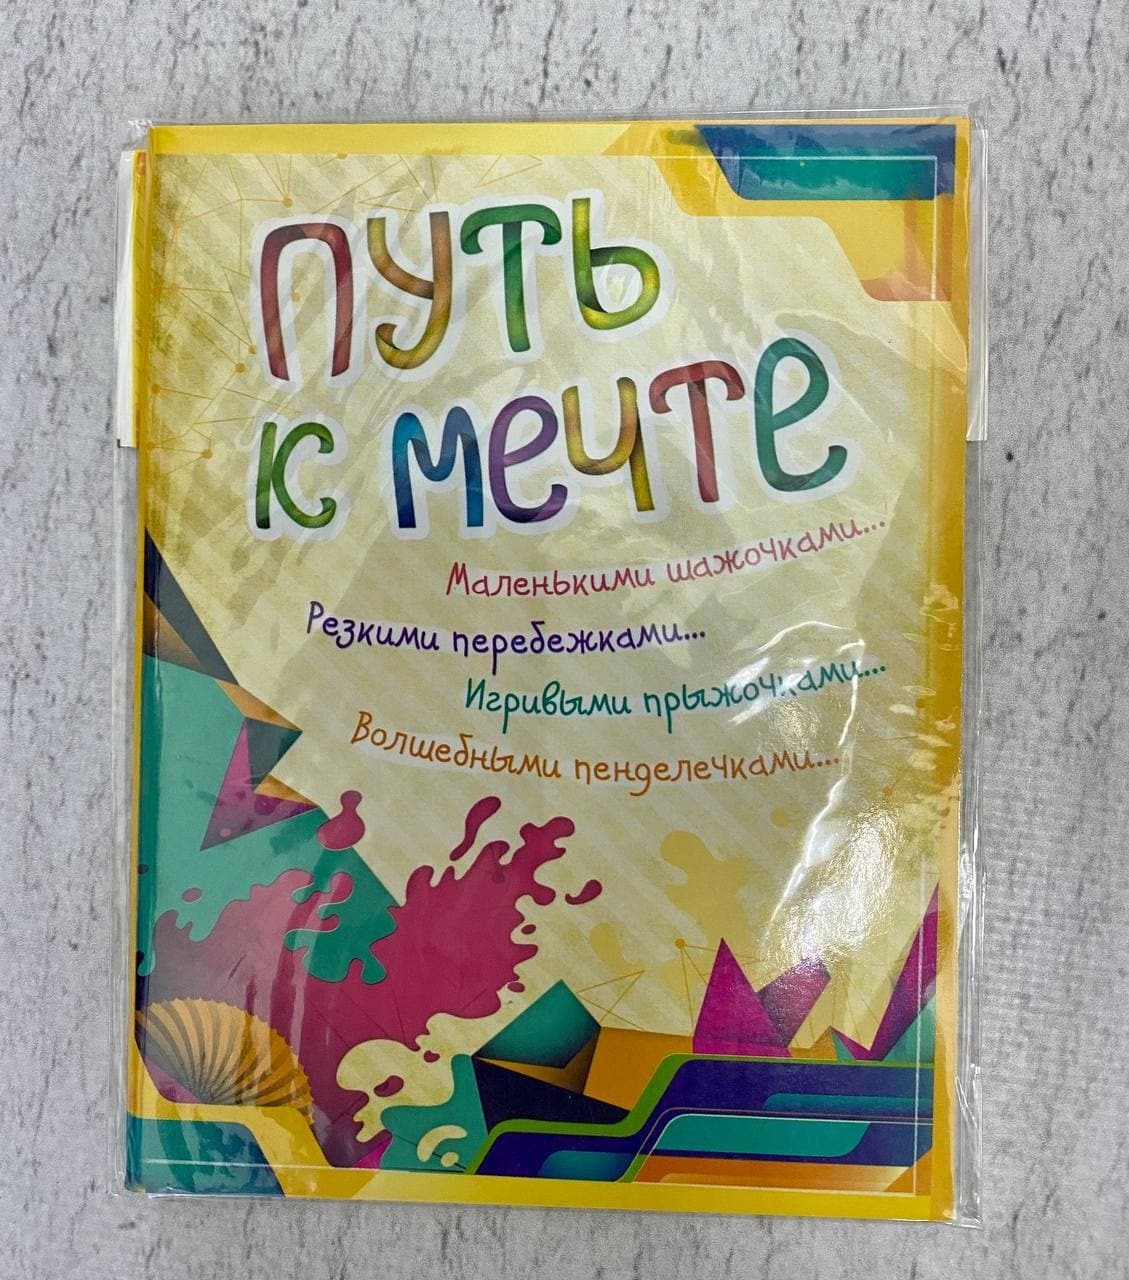 Путь
к мечте
Маленькими шажочками...
Резкими перебежками...
Игривыми прыжочками...
Волшебными пенделечками...